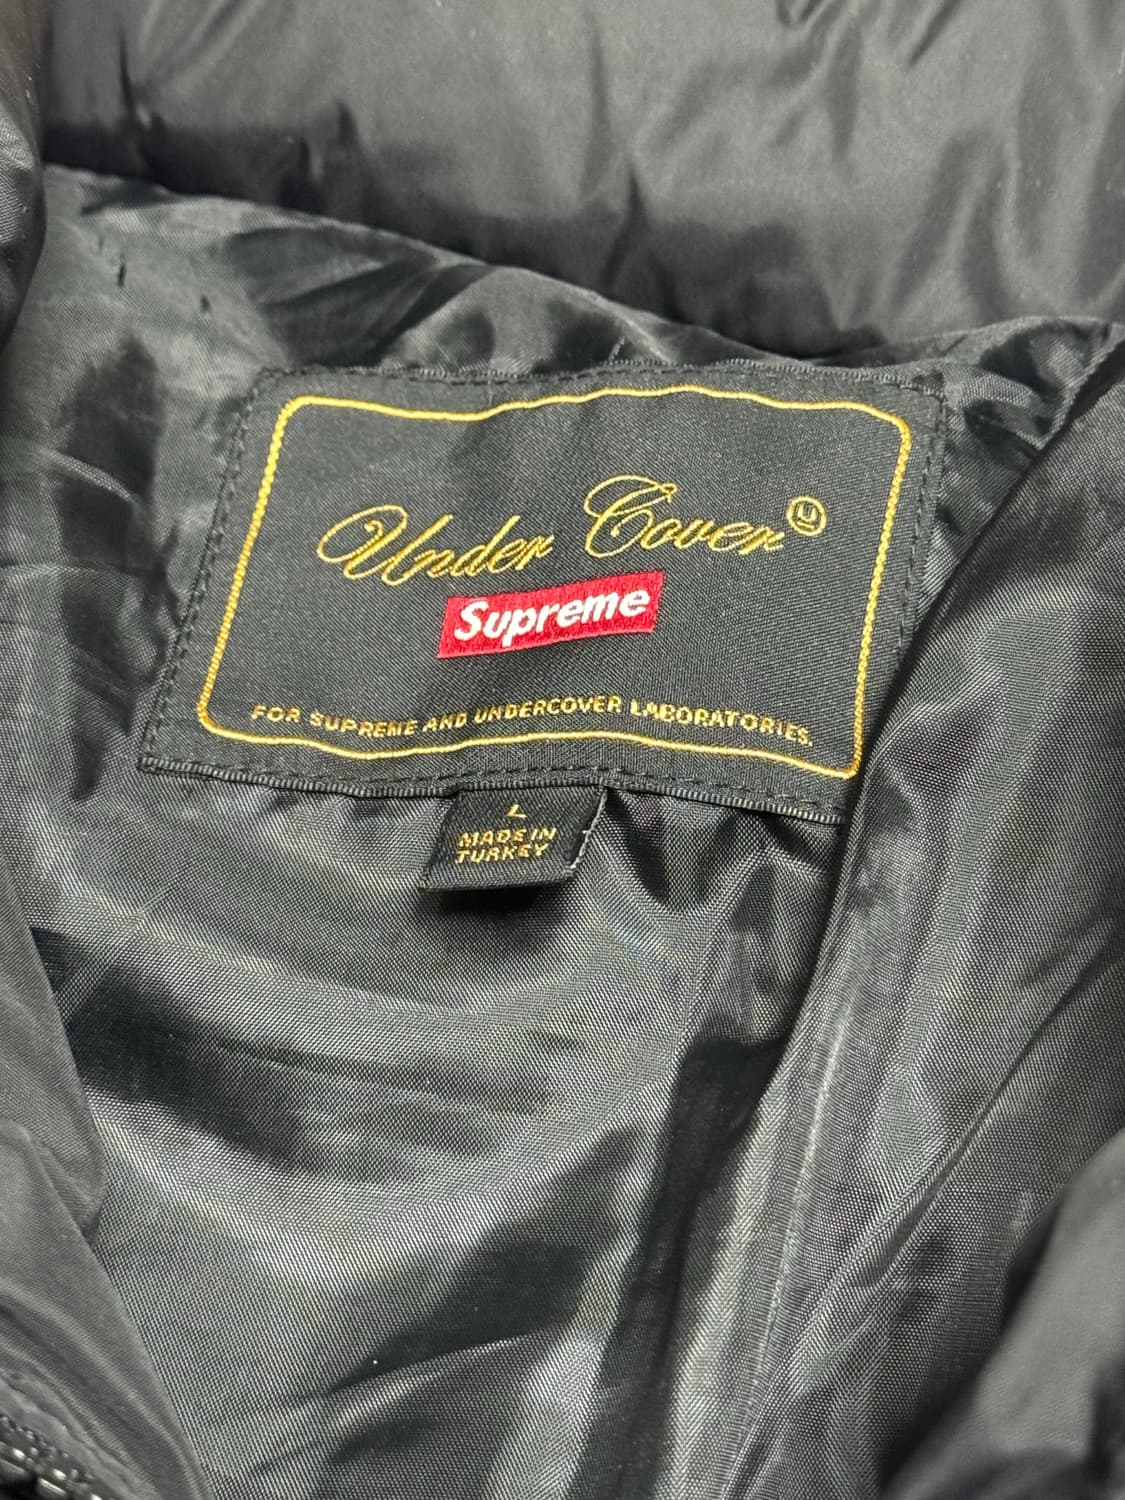 Under Cover Ⓤ
Supreme
FOR SUPREME AND UNDERCOVER LABORATORIES.
L
MADE IN
TURKEY